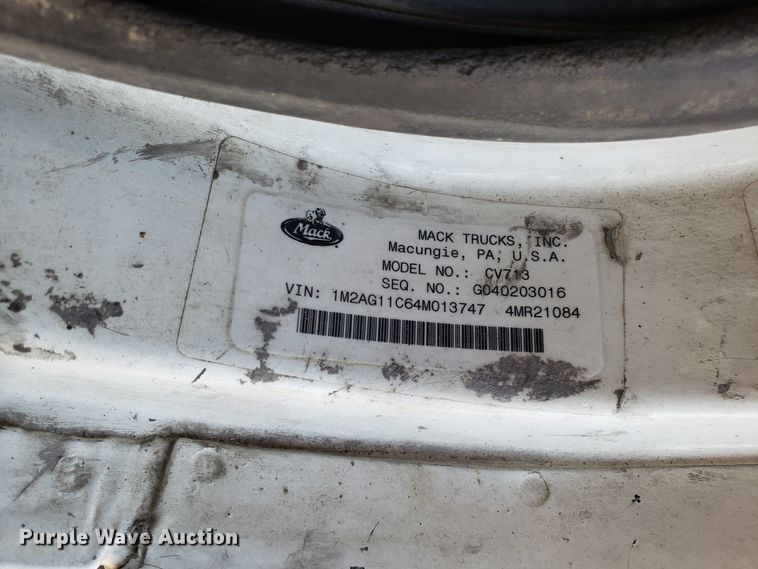 Mack
MACK TRUCKS, INC.
Macungie, PA, U.S.A.
MODEL NO.: CV713
SEQ. NO.: G040203016
VIN: 1M2AG11C64M013747 4MR21084
Purple Wave Auction